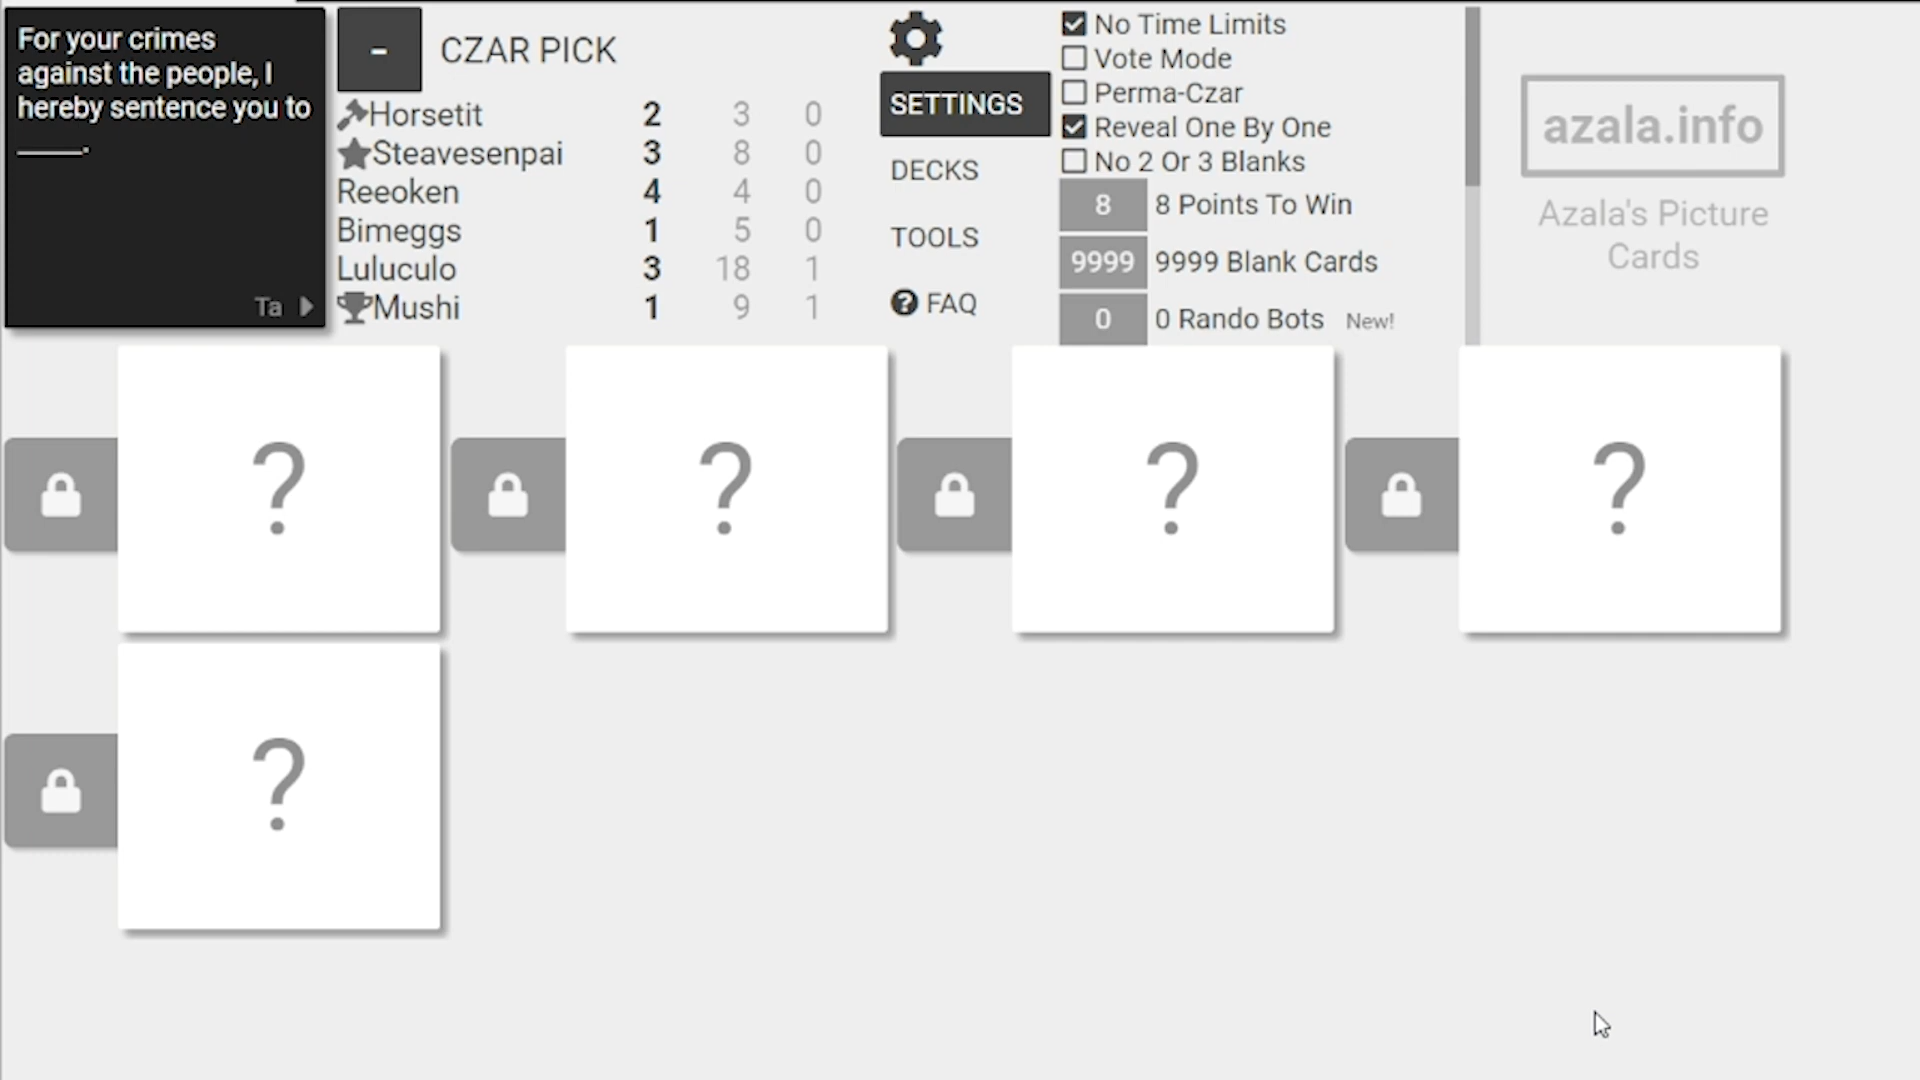 For your crimes
against the people, I
hereby sentence you to
_____.
Ta
- CZAR PICK
Horsetit 2 3 0
Steavesenpai 3 8 0
Reeoken 4 4 0
Bimeggs 1 5 0
Luluculo 3 18 1
Mushi 1 9 1
SETTINGS
DECKS
TOOLS
? FAQ
No Time Limits
Vote Mode
Perma-Czar
Reveal One By One
No 2 Or 3 Blanks
8 8 Points To Win
9999 9999 Blank Cards
0 0 Rando Bots New!
azala.info
Azala's Picture
Cards
? ? ? ?
?